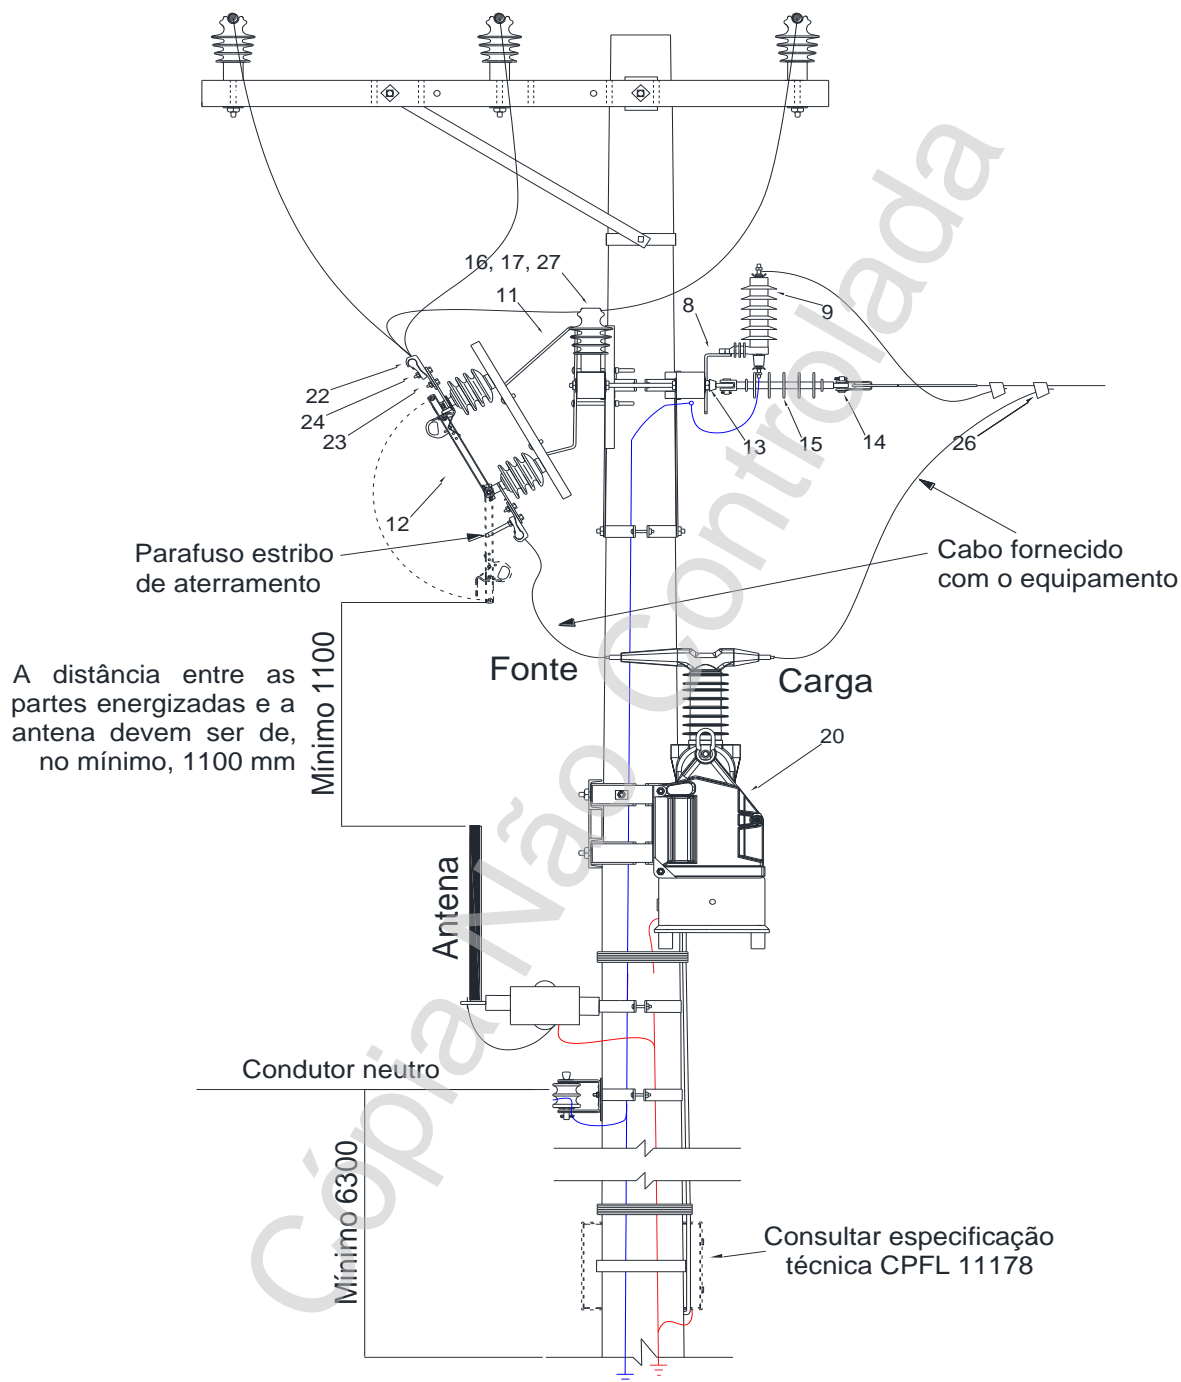 16, 17, 27
11
8
9
22
24
23
12
13
15
14
26
Parafuso estribo
de aterramento
Cabo fornecido
com o equipamento
Fonte
Carga
A distância entre as
partes energizadas e a
antena devem ser de,
no mínimo, 1100 mm
Mínimo 1100
20
Antena
Condutor neutro
Mínimo 6300
Consultar especificação
técnica CPFL 11178
Cópia Não Controlada